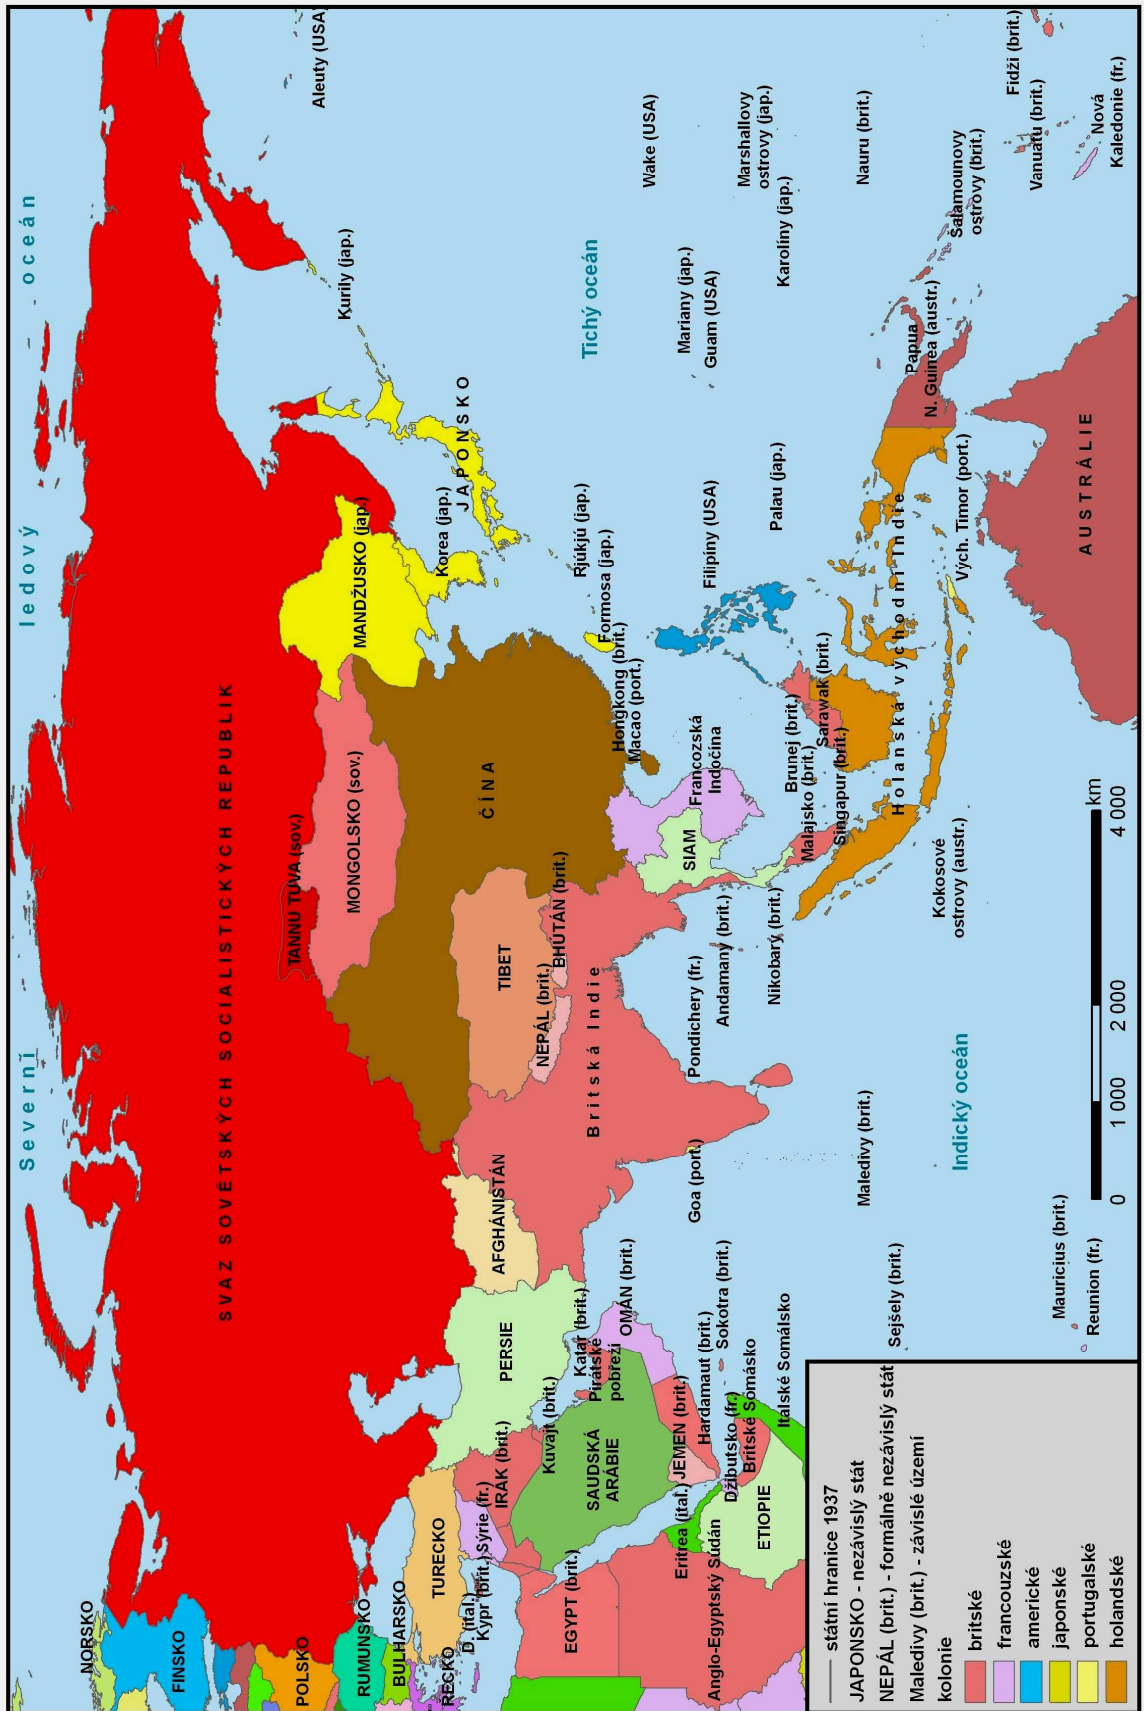 Severní ledový oceán
Aleuty (USA)
SVAZ SOVĚTSKÝCH SOCIALISTICKÝCH REPUBLIK
NORSKO
FINSKO
POLSKO
RUMUNSKO
BULHARSKO
ŘECKO
TURECKO
D. (ital.)
Kypr (brit.)
Sýrie (fr.)
IRÁK (brit.)
PERSIE
AFGHÁNISTÁN
TANNU TUVA (sov.)
MONGOLSKO (sov.)
MANDŽUSKO (jap.)
Kurily (jap.)
Korea (jap.)
JAPONSKO
ČÍNA
TIBET
NEPÁL (brit.)
BHÚTÁN (brit.)
Britská Indie
Rjúkjú (jap.)
Formosa (jap.)
Hongkong (brit.)
Macao (port.)
Tichý oceán
Wake (USA)
Mariany (jap.)
Guam (USA)
Marshallovy
ostrovy (jap.)
Karolíny (jap.)
Palau (jap.)
Filipíny (USA)
Nauru (brit.)
Francozská
Indočína
SIAM
Brunej (brit.)
Malajsko (brit.)
Sarawak (brit.)
Singapur (brit.)
Holanská východní Indie
Papua
N. Guinea (austr.)
Šalamounovy
ostrovy (brit.)
Fidži (brit.)
Vanuatu (brit.)
Nová
Kaledonie (fr.)
Vých. Timor (port.)
AUSTRÁLIE
Kokosové
ostrovy (austr.)
Pondichery (fr.)
Andamany (brit.)
Nikobary (brit.)
Goa (port.)
Maledivy (brit.)
Indický oceán
Mauricius (brit.)
Reunion (fr.)
Sejšely (brit.)
Kuvajt (brit.)
Katar (brit.)
Pirátské
pobřeží
OMÁN (brit.)
SAUDSKÁ
ARÁBIE
JEMEN (brit.)
Hardamaut (brit.)
Sokotra (brit.)
EGYPT (brit.)
Anglo-Egyptský Sudán
Eritrea (ital.)
Džibutsko (fr.)
Britské Somásko
ETIOPIE
Italské Somálsko
0 1 000 2 000 4 000 km
státní hranice 1937
JAPONSKO - nezávislý stát
NEPÁL (brit.) - formálně nezávislý stát
Maledivy (brit.) - závislé území
kolonie
britské
francouzské
americké
japonské
portugalské
holandské